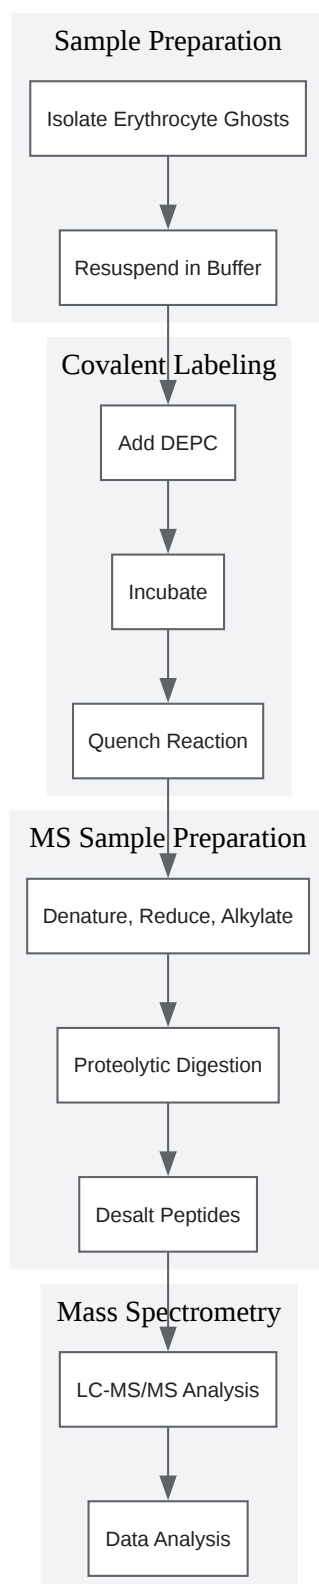 Sample Preparation
Isolate Erythrocyte Ghosts
Resuspend in Buffer
Covalent Labeling
Add DEPC
Incubate
Quench Reaction
MS Sample Preparation
Denature, Reduce, Alkylate
Proteolytic Digestion
Desalt Peptides
Mass Spectrometry
LC-MS/MS Analysis
Data Analysis